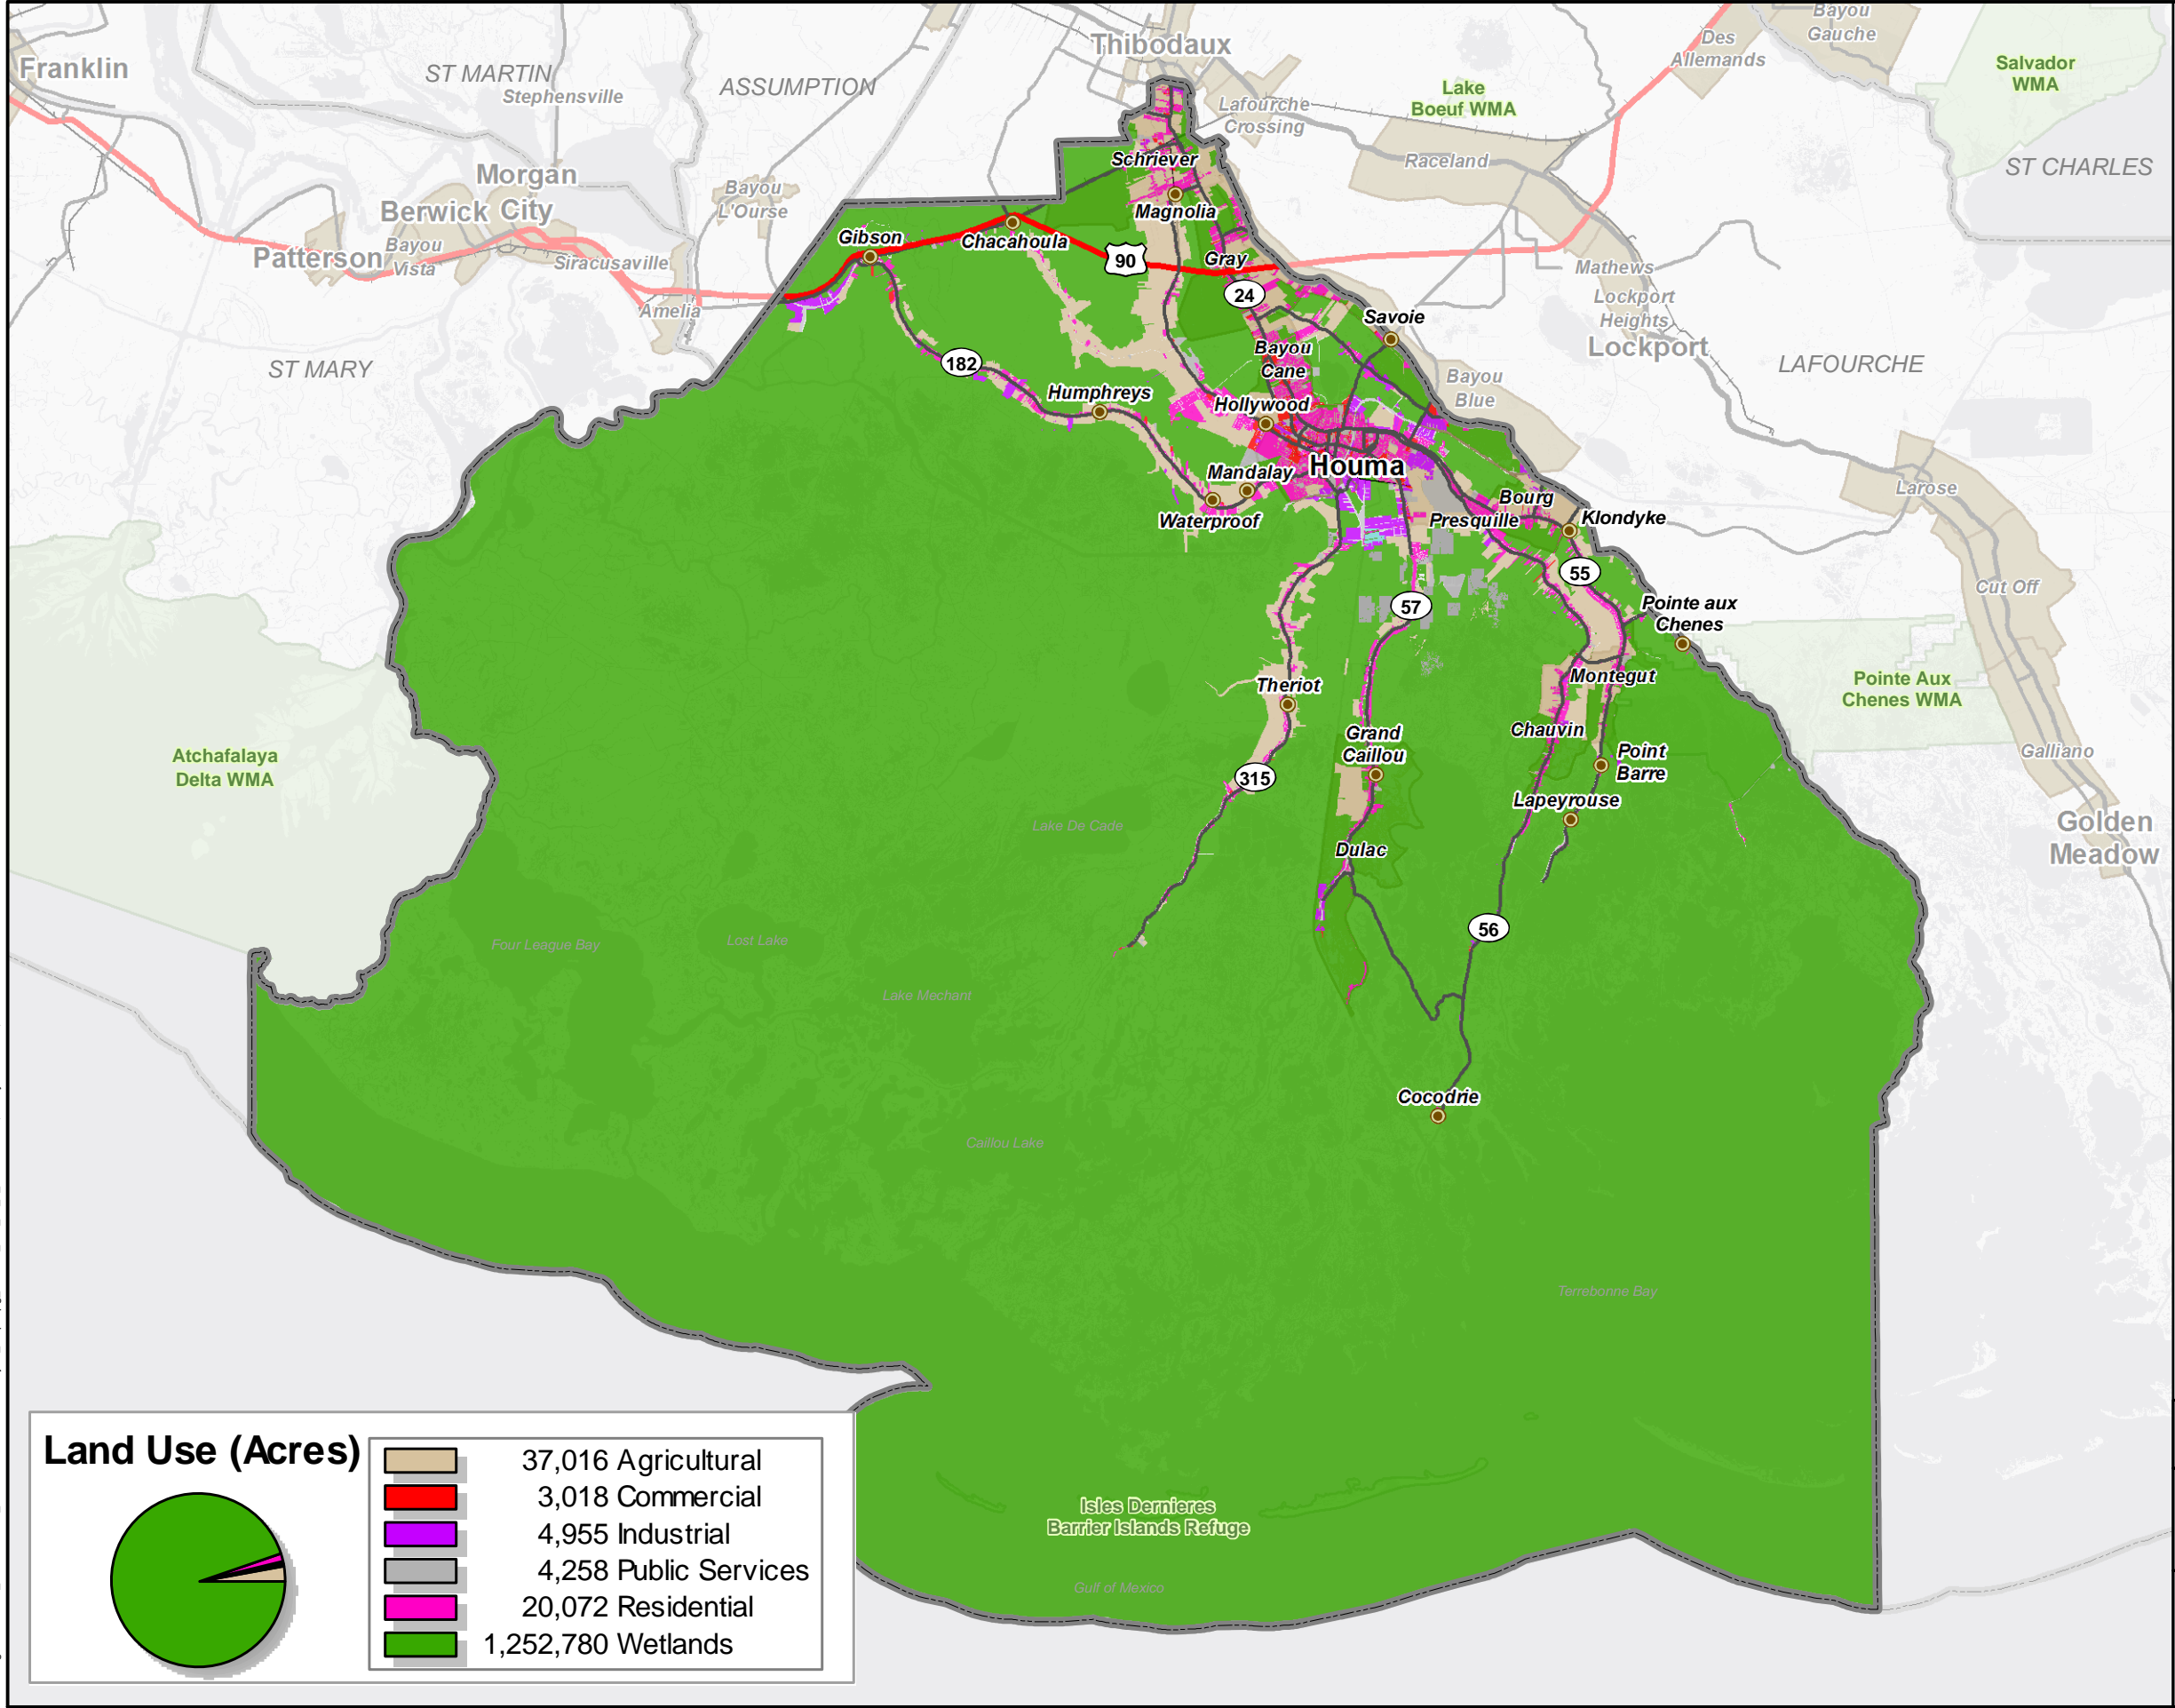 Bayou
Gauche
Thibodaux
Des
Allemands
Franklin
ST MARTIN
Stephensville
ASSUMPTION
Salvador
WMA
Lake
Boeuf WMA
Lafourche
Crossing
Raceland
ST CHARLES
Schriever
Morgan
City
Berwick
Bayou
L'Ourse
Magnolia
Bayou
Vista
Patterson
Siracusaville
Gibson
Chacahoula
90
Gray
Mathews
24
Lockport
Heights
Amelia
Savoie
Lockport
ST MARY
182
Bayou
Cane
LAFOURCHE
Bayou
Blue
Humphreys
Hollywood
Houma
Mandalay
Waterproof
Bourg
Presquille
Klondyke
Larose
55
Cut Off
57
Pointe aux
Chenes
Theriot
Montegut
Pointe Aux
Chenes WMA
Chauvin
Grand
Caillou
Point
Barre
Galliano
Atchafalaya
Delta WMA
315
Lapeyrouse
Lake De Cade
Golden
Meadow
Dulac
56
Four League Bay
Lost Lake
Lake Mechant
Cocodrie
Caillou Lake
Terrebonne Bay
Isles Dernieres
Barrier Islands Refuge
Gulf of Mexico
Land Use (Acres)
37,016 Agricultural
3,018 Commercial
4,955 Industrial
4,258 Public Services
20,072 Residential
1,252,780 Wetlands